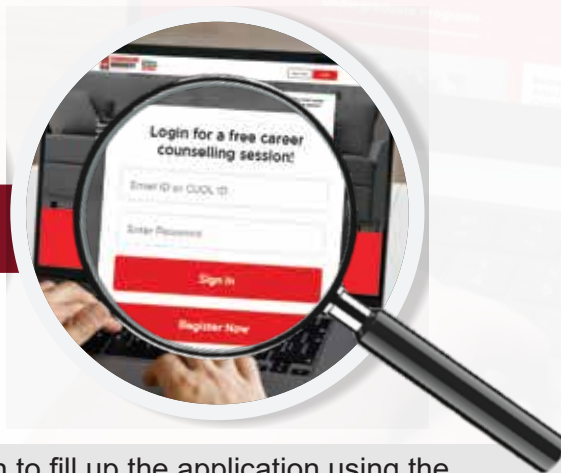 Login for a free career
counselling session!
Email ID or CUOL ID
Enter Password
Sign In
Register Now
n to fill up the application using the